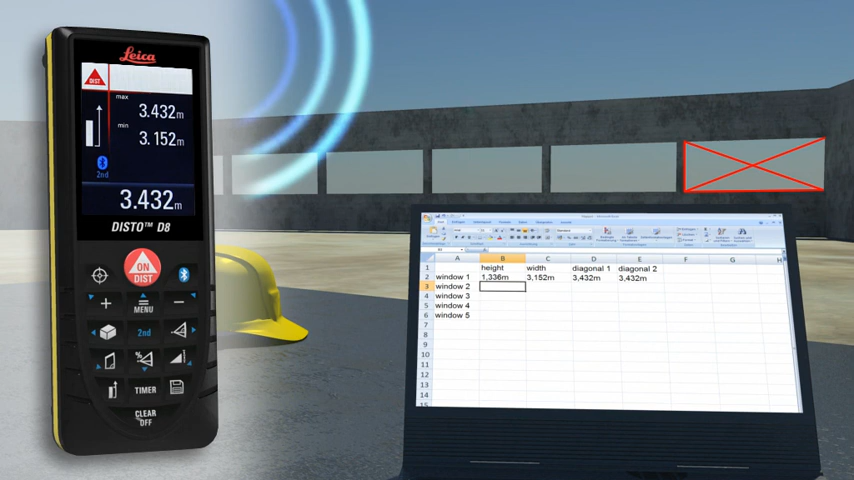 Leica
DIST
max
3.432m
min
3.152m
2nd
3.432m
DISTO™ D8
ON
DIST
MENU
2nd
TIMER
CLEAR
OFF
A B C D E F G H
1 height width diagonal 1 diagonal 2
2 window 1 1,336m 3,152m 3,432m 3,432m
3 window 2
4 window 3
5 window 4
6 window 5
7
8
9
10
11
12
13
14
15